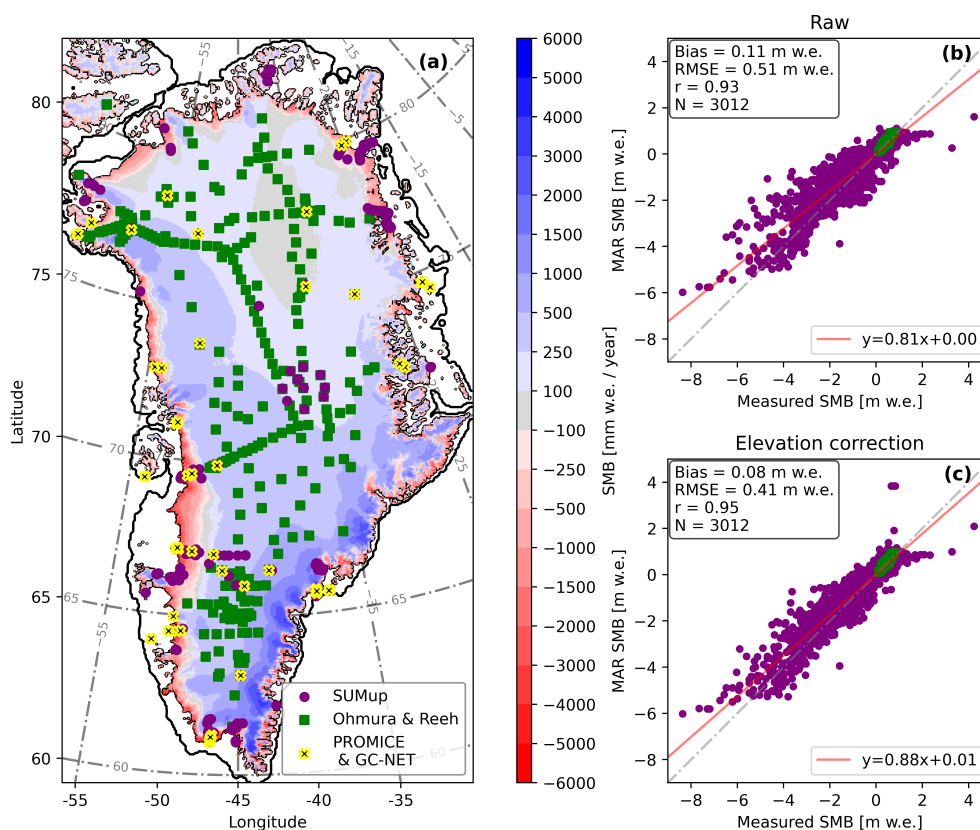 (a)
80
75
70
65
60
-55
-50
-45
-40
-35
Latitude
Longitude
-55
-15
-5
80
75
70
25
65
65
-55
60
60
SUMup
Ohmura & Reeh
PROMICE
& GC-NET
6000
5000
4000
3000
2000
1500
1000
500
250
100
−100
−250
−500
−1000
−1500
−2000
−3000
−4000
−5000
−6000
SMB [mm w.e. / year]
Raw
(b)
Bias = 0.11 m w.e.
RMSE = 0.51 m w.e.
r = 0.93
N = 3012
4
2
0
−2
−4
−6
−8
MAR SMB [m w.e.]
y=0.81x+0.00
−8
−6
−4
−2
0
2
4
Measured SMB [m w.e.]
Elevation correction
(c)
Bias = 0.08 m w.e.
RMSE = 0.41 m w.e.
r = 0.95
N = 3012
4
2
0
−2
−4
−6
−8
MAR SMB [m w.e.]
y=0.88x+0.01
−8
−6
−4
−2
0
2
4
Measured SMB [m w.e.]